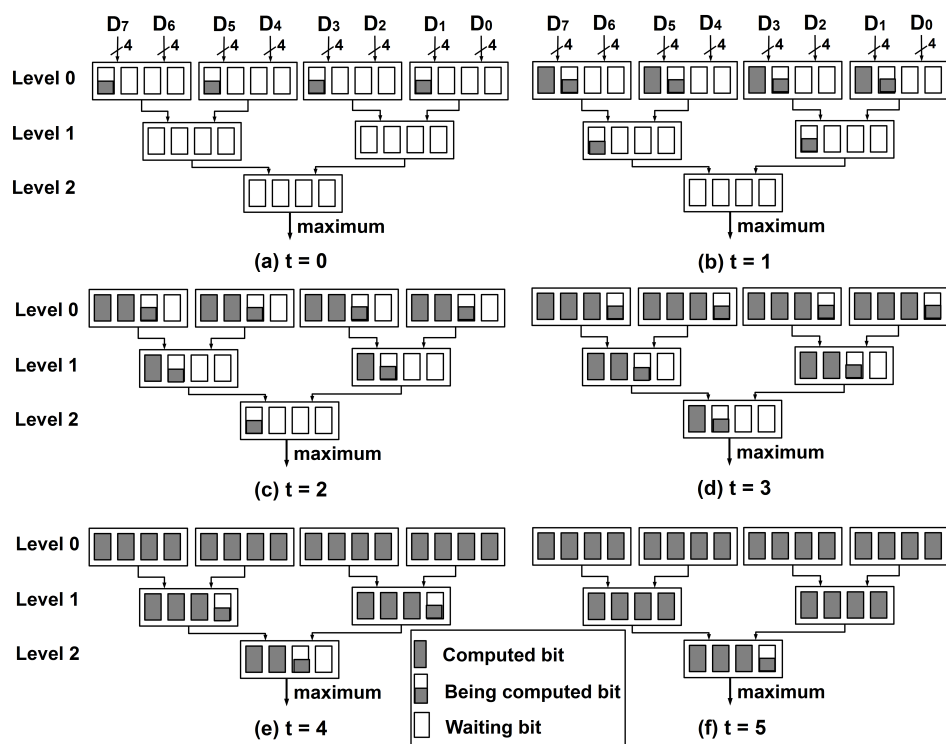 D7 D6 D5 D4 D3 D2 D1 D0
4 4 4 4 4 4 4 4
Level 0
Level 1
Level 2
maximum
(a) t = 0
D7 D6 D5 D4 D3 D2 D1 D0
4 4 4 4 4 4 4 4
maximum
(b) t = 1
Level 0
Level 1
Level 2
maximum
(c) t = 2
maximum
(d) t = 3
Level 0
Level 1
Level 2
maximum
(e) t = 4
maximum
(f) t = 5
Computed bit
Being computed bit
Waiting bit